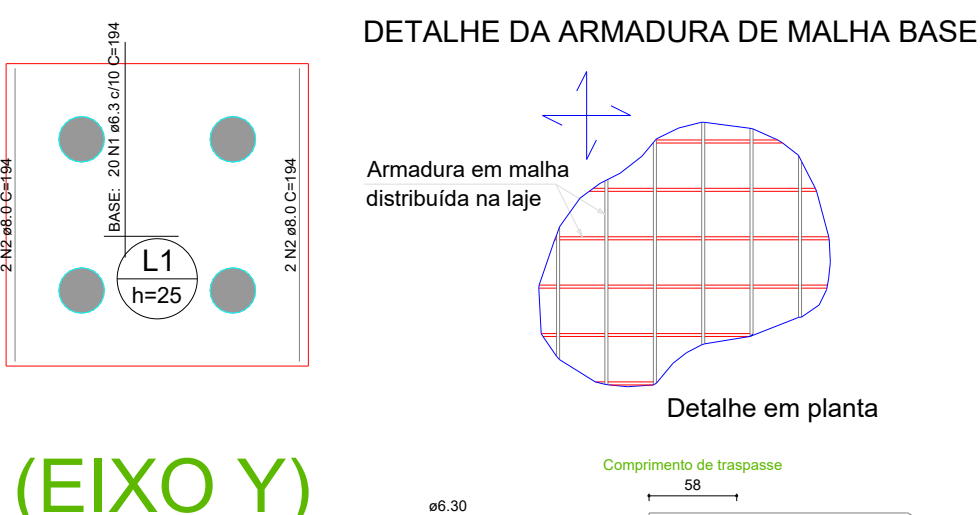 DETALHE DA ARMADURA DE MALHA BASE
2 N2 ø8.0 C=194
BASE: 20 N1 ø6.3 c/10 C=194
2 N2 ø8.0 C=194
L1
h=25
Armadura em malha
distribuída na laje
Detalhe em planta
(EIXO Y)
Comprimento de traspasse
58
ø6.30